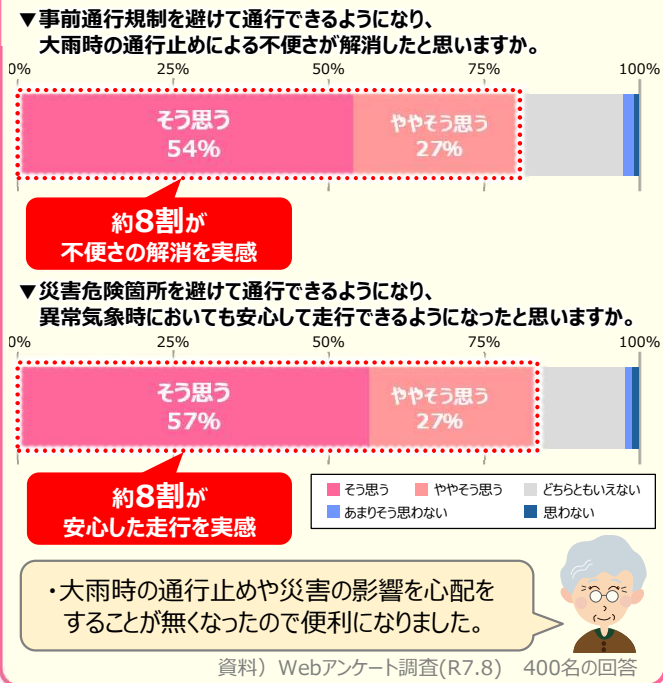 ▼事前通行規制を避けて通行できるようになり、
大雨時の通行止めによる不便さが解消したと思いますか。
0% 25% 50% 75% 100%
そう思う ややそう思う
54% 27%
約8割が
不便さの解消を実感
▼災害危険箇所を避けて通行できるようになり、
異常気象時においても安心して走行できるようになったと思いますか。
0% 25% 50% 75% 100%
そう思う ややそう思う
57% 27%
約8割が
安心した走行を実感
そう思う ややそう思う どちらともいえない
あまりそう思わない 思わない
・大雨時の通行止めや災害の影響を心配を
することが無くなったので便利になりました。
資料）Webアンケート調査(R7.8) 400名の回答